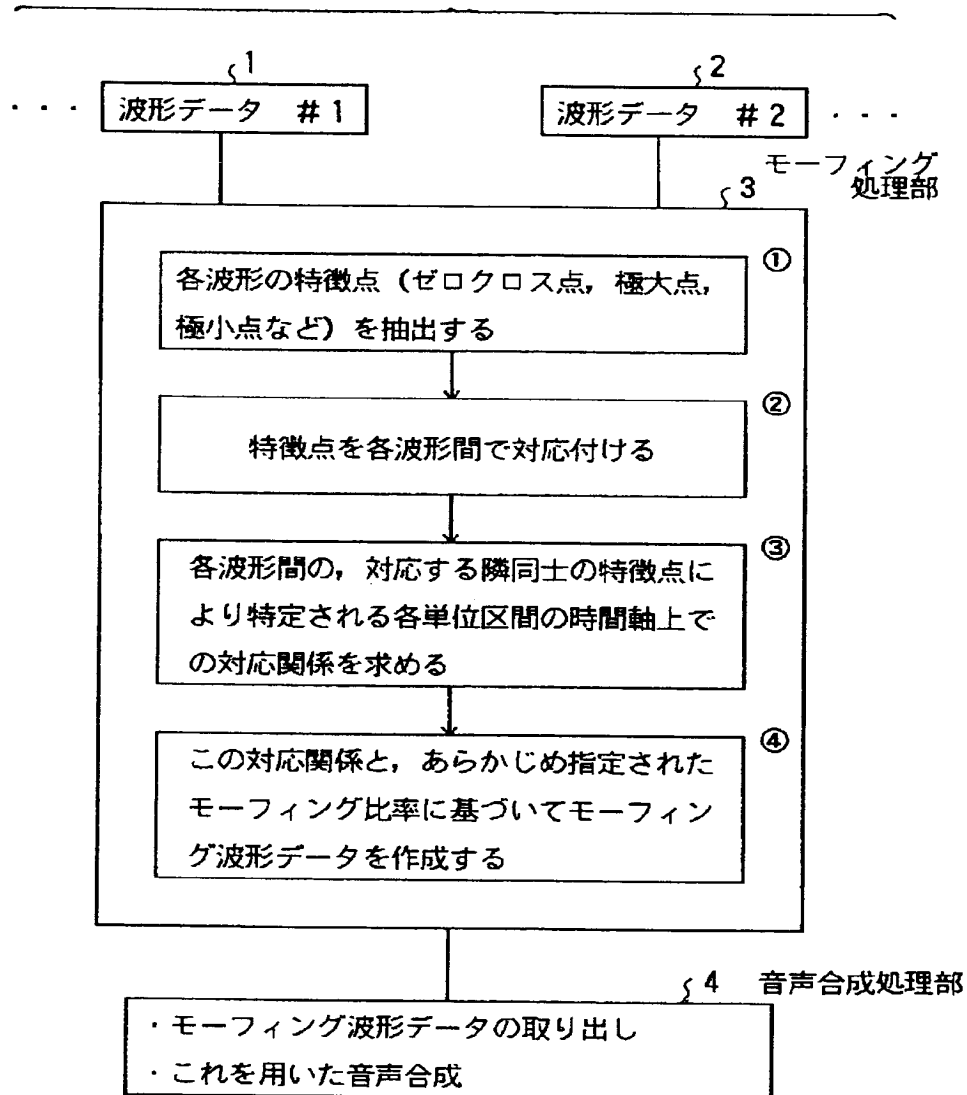 1
2
・・・ 波形データ #1
波形データ #2 ・・・
モーフィング
処理部
3
①
各波形の特徴点（ゼロクロス点，極大点，
極小点など）を抽出する
②
特徴点を各波形間で対応付ける
③
各波形間の，対応する隣同士の特徴点に
より特定される各単位区間の時間軸上で
の対応関係を求める
④
この対応関係と，あらかじめ指定された
モーフィング比率に基づいてモーフィン
グ波形データを作成する
4 音声合成処理部
・モーフィング波形データの取り出し
・これを用いた音声合成